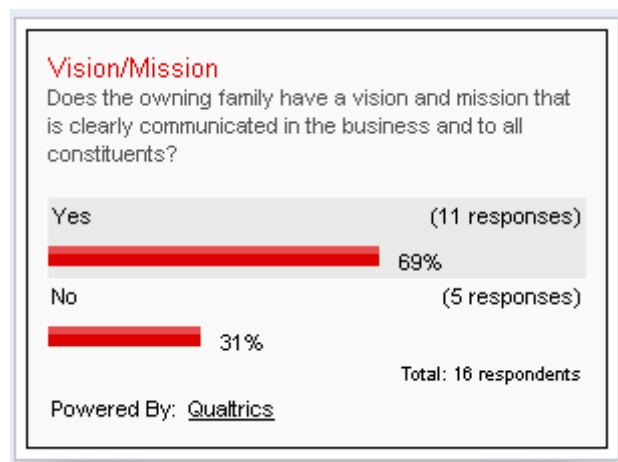 Vision/Mission
Does the owning family have a vision and mission that
is clearly communicated in the business and to all
constituents?
Yes (11 responses)
69%
No (5 responses)
31%
Total: 16 respondents
Powered By: Qualtrics